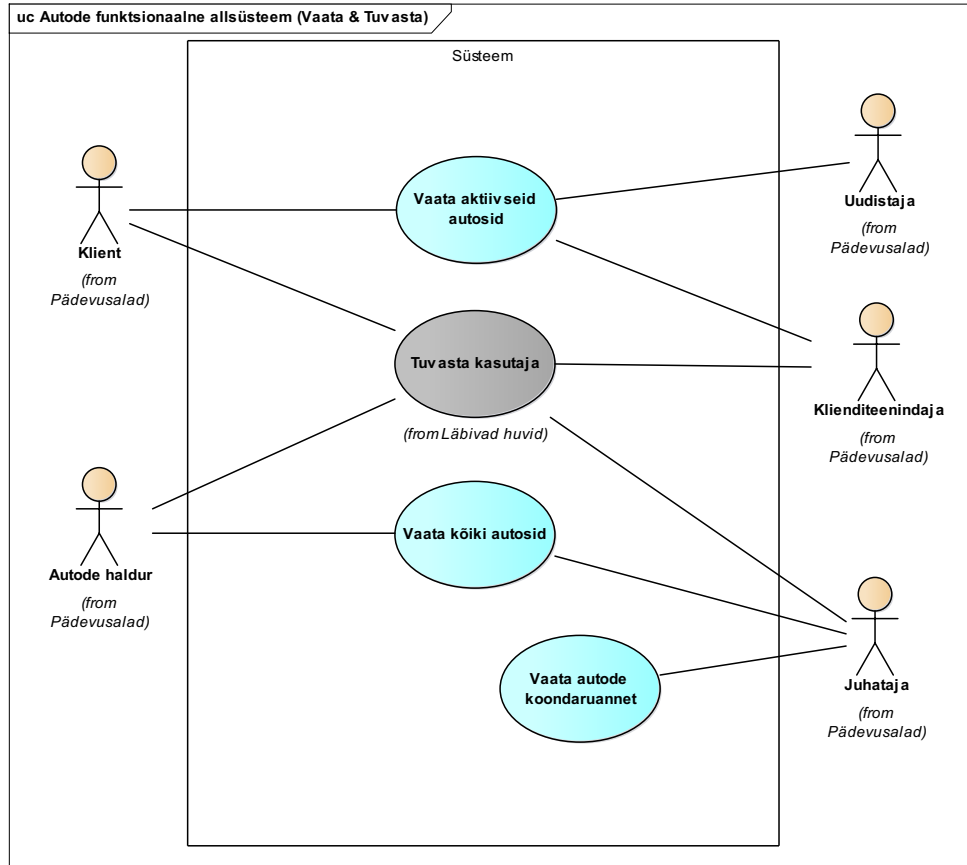 uc Autode funktsionaalne allsüsteem (Vaata & Tuvasta)
Süsteem
Klient
(from
Pädevusalad)
Vaata aktiivseid
autosid
Uudistaja
(from
Pädevusalad)
Tuvasta kasutaja
(from Läbivad huvid)
Klienditeenindaja
(from
Pädevusalad)
Autode haldur
(from
Pädevusalad)
Vaata kõiki autosid
Vaata autode
koondaruannet
Juhataja
(from
Pädevusalad)